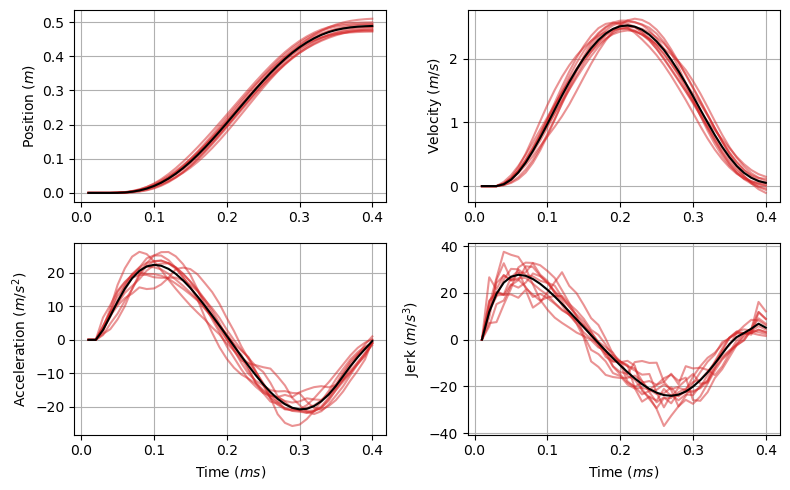 Position (m)
0.5
0.4
0.3
0.2
0.1
0.0
0.0 0.1 0.2 0.3 0.4
Velocity (m/s)
2
1
0
0.0 0.1 0.2 0.3 0.4
Acceleration (m/s²)
20
10
0
−10
−20
0.0 0.1 0.2 0.3 0.4
Time (ms)
Jerk (m/s³)
40
20
0
−20
−40
0.0 0.1 0.2 0.3 0.4
Time (ms)